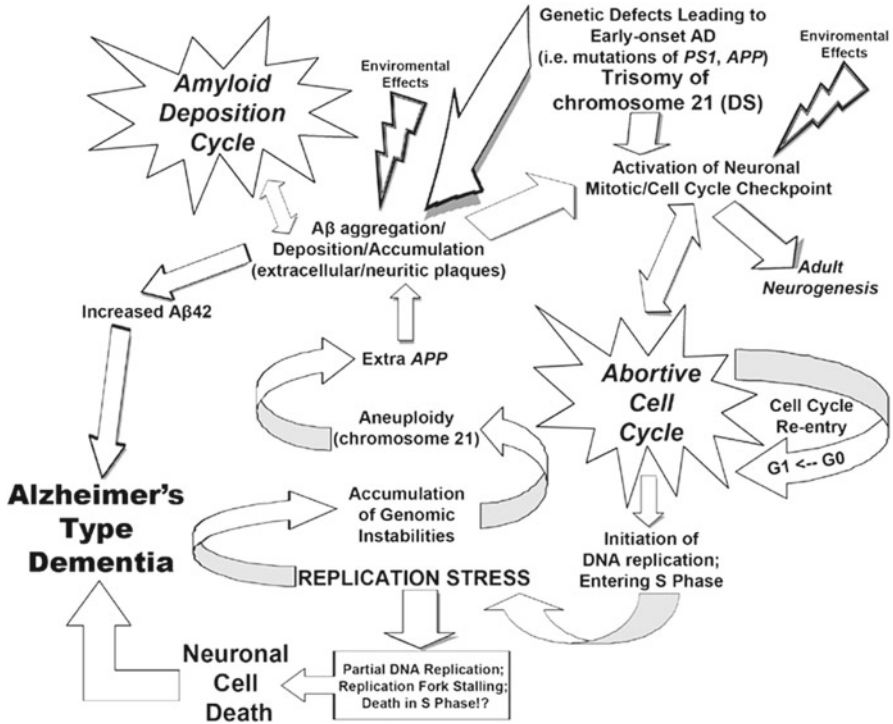 Genetic Defects Leading to
Early-onset AD
(i.e. mutations of PS1, APP)
Trisomy of
chromosome 21 (DS)
Enviromental
Effects
Enviromental
Effects
Amyloid
Deposition
Cycle
Activation of Neuronal
Mitotic/Cell Cycle Checkpoint
Aβ aggregation/
Deposition/Accumulation
(extracellular/neuritic plaques)
Adult
Neurogenesis
Increased Aβ42
Extra APP
Abortive
Cell
Cycle
Cell Cycle
Re-entry
G1 <-- G0
Aneuploidy
(chromosome 21)
Alzheimer's
Type
Dementia
Accumulation
of Genomic
Instabilities
Initiation of
DNA replication;
Entering S Phase
REPLICATION STRESS
Neuronal
Cell
Death
Partial DNA Replication;
Replication Fork Stalling;
Death in S Phase!?